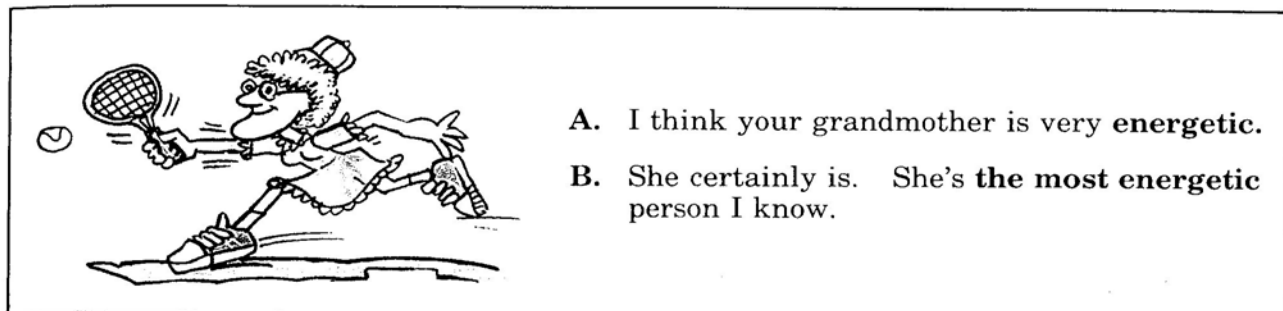 A. I think your grandmother is very energetic.
B. She certainly is. She's the most energetic
person I know.